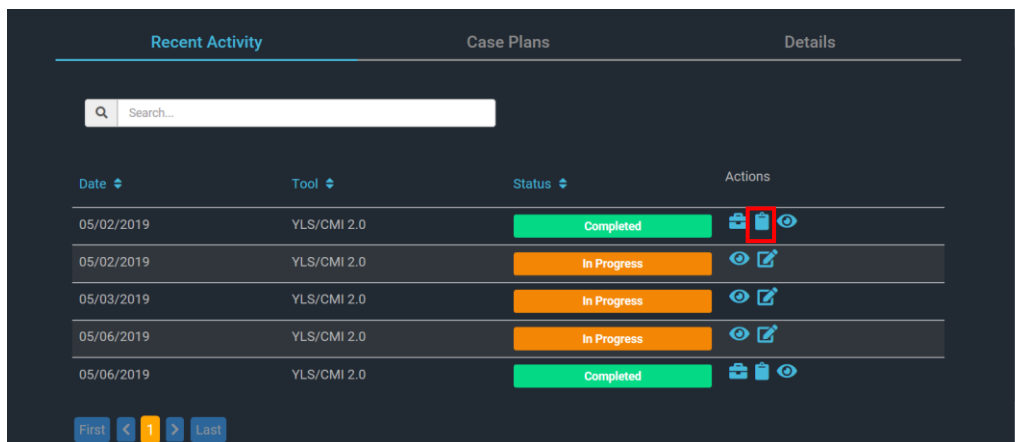 Recent Activity Case Plans Details
Search...
Date Tool Status Actions
05/02/2019 YLS/CMI 2.0 Completed
05/02/2019 YLS/CMI 2.0 In Progress
05/03/2019 YLS/CMI 2.0 In Progress
05/06/2019 YLS/CMI 2.0 In Progress
05/06/2019 YLS/CMI 2.0 Completed
First < 1 > Last